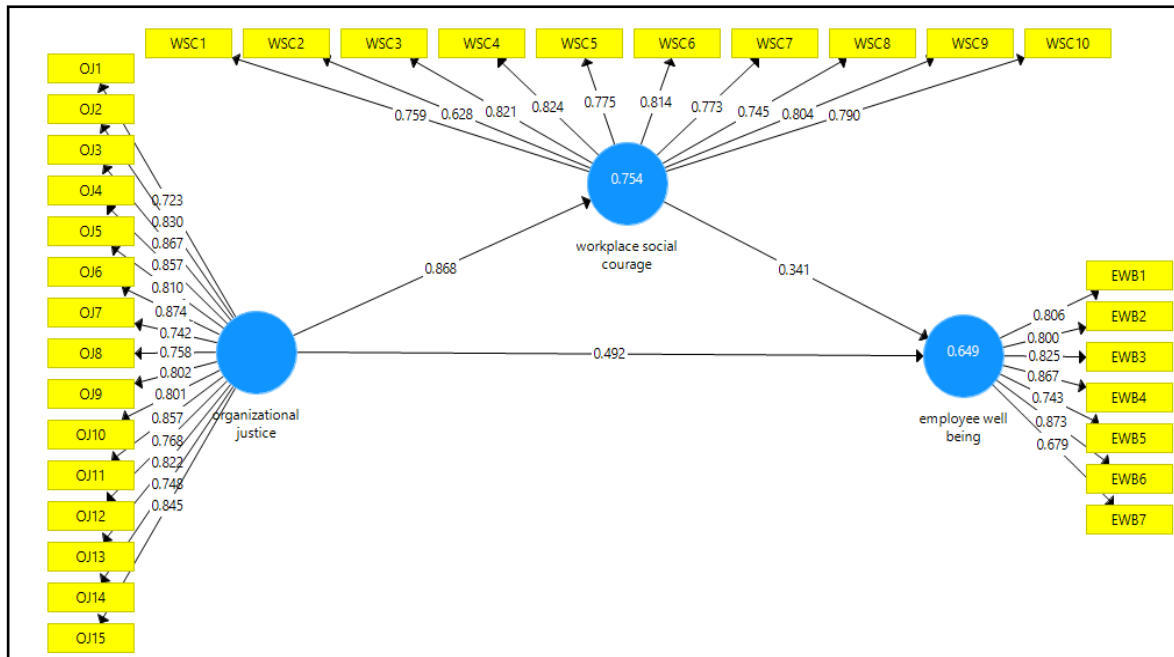 WSC1 WSC2 WSC3 WSC4 WSC5 WSC6 WSC7 WSC8 WSC9 WSC10
0.759 0.628 0.821 0.824 0.775 0.814 0.773 0.745 0.804 0.790
OJ1
OJ2
OJ3
OJ4
OJ5
OJ6
OJ7
OJ8
OJ9
OJ10
OJ11
OJ12
OJ13
OJ14
OJ15
0.723
0.830
0.867
0.857
0.810
0.874
0.742
0.758
0.802
0.801
0.857
0.768
0.822
0.748
0.845
organizational
justice
0.868
0.492
0.754
workplace social
courage
0.341
0.649
employee well
being
0.806
0.800
0.825
0.867
0.743
0.873
0.679
EWB1
EWB2
EWB3
EWB4
EWB5
EWB6
EWB7